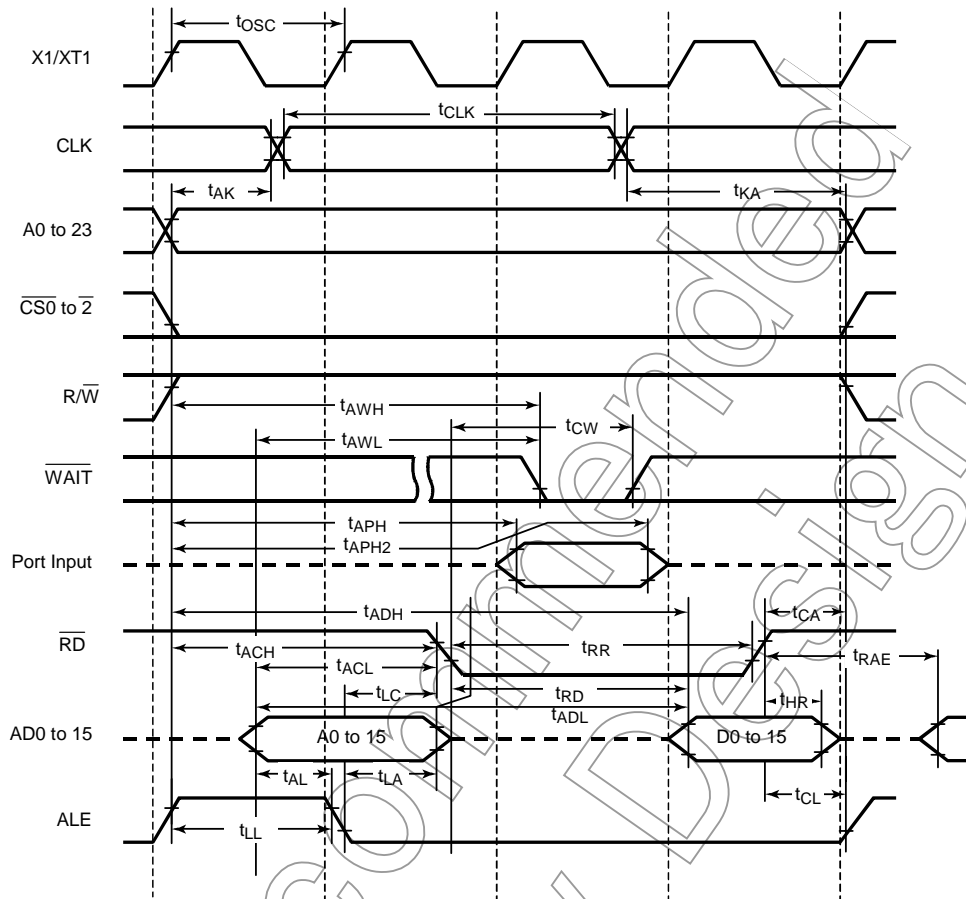 tOSC
X1/XT1
tCLK
CLK
tAK
tKA
A0 to 23
CS0 to 2
R/W
tAWH
tCW
tAWL
WAIT
tAPH
tAPH2
Port Input
tADH
tCA
RD
tACH
tRR
tRAE
tACL
tLC
tRD
tHR
tADL
AD0 to 15
A0 to 15
D0 to 15
tAL
tLA
tCL
ALE
tLL
commended
Design